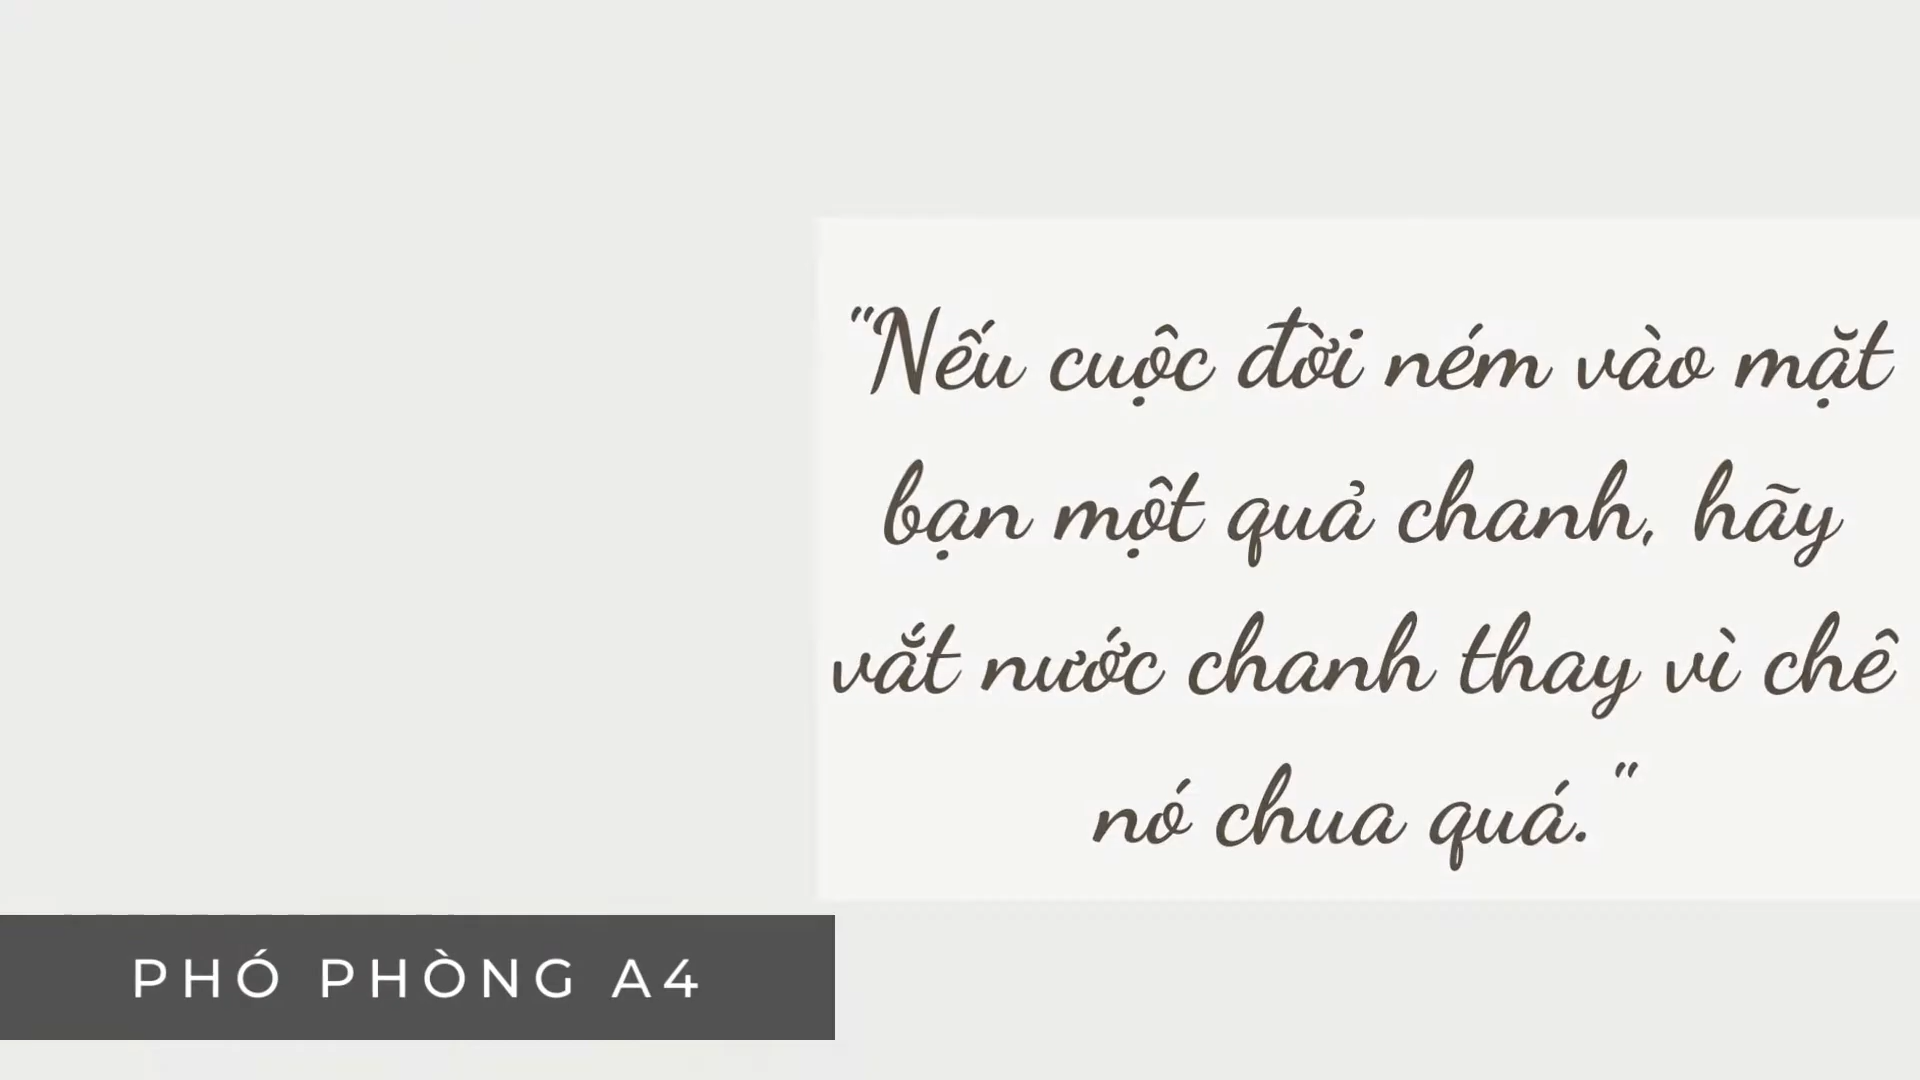 "Nếu cuộc đời ném vào mặt
bạn một quả chanh, hãy
vắt nước chanh thay vì chê
nó chua quá."
PHÓ PHÒNG A4